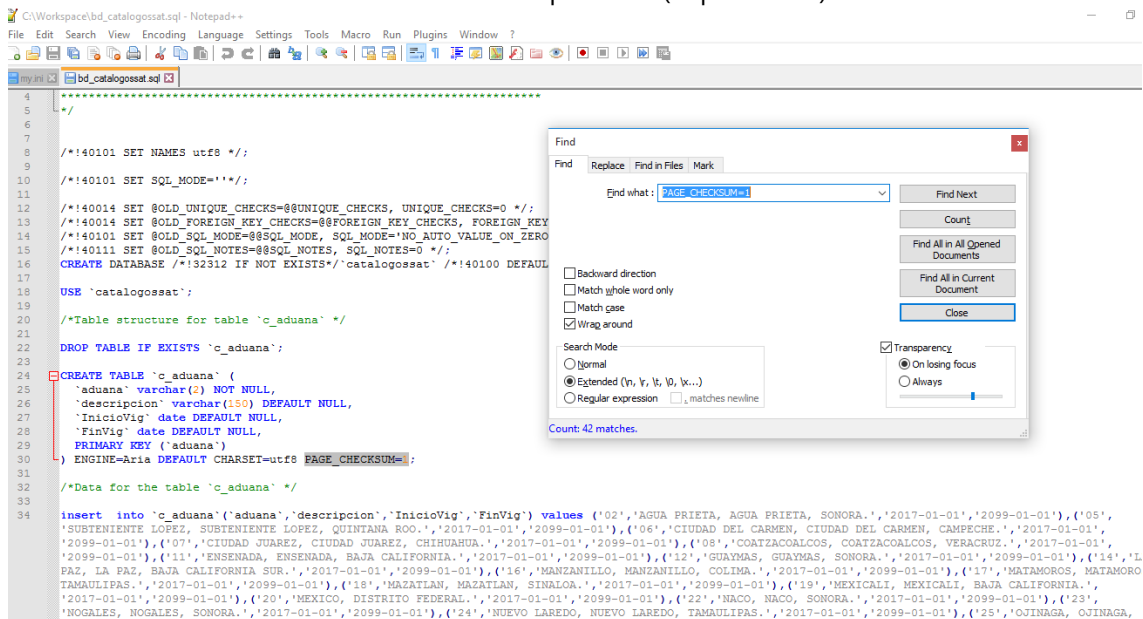 C:\Workspace\bd_catalogossat.sql - Notepad++
File Edit Search View Encoding Language Settings Tools Macro Run Plugins Window ?
my.ini bd_catalogossat.sql
4 *********************************************************************
5 */
6
7
8 /*!40101 SET NAMES utf8 */;
9
10 /*!40101 SET SQL_MODE=''*/;
11
12 /*!40014 SET @OLD_UNIQUE_CHECKS=@@UNIQUE_CHECKS, UNIQUE_CHECKS=0 */;
13 /*!40014 SET @OLD_FOREIGN_KEY_CHECKS=@@FOREIGN_KEY_CHECKS, FOREIGN_KEY
14 /*!40101 SET @OLD_SQL_MODE=@@SQL_MODE, SQL_MODE='NO_AUTO_VALUE_ON_ZERO
15 /*!40111 SET @OLD_SQL_NOTES=@@SQL_NOTES, SQL_NOTES=0 */;
16 CREATE DATABASE /*!32312 IF NOT EXISTS*/`catalogossat` /*!40100 DEFAUL
17
18 USE `catalogossat`;
19
20 /*Table structure for table `c_aduana` */
21
22 DROP TABLE IF EXISTS `c_aduana`;
23
24 CREATE TABLE `c_aduana` (
25 `aduana` varchar(2) NOT NULL,
26 `descripcion` varchar(150) DEFAULT NULL,
27 `InicioVig` date DEFAULT NULL,
28 `FinVig` date DEFAULT NULL,
29 PRIMARY KEY (`aduana`)
30 ) ENGINE=Aria DEFAULT CHARSET=utf8 PAGE_CHECKSUM=1;
31
32 /*Data for the table `c_aduana` */
33
34 insert into `c_aduana`(`aduana`,`descripcion`,`InicioVig`,`FinVig`) values ('02','AGUA PRIETA, AGUA PRIETA, SONORA.','2017-01-01','2099-01-01'),('05',
'SUBTENIENTE LOPEZ, SUBTENIENTE LOPEZ, QUINTANA ROO.','2017-01-01','2099-01-01'),('06','CIUDAD DEL CARMEN, CIUDAD DEL CARMEN, CAMPECHE.','2017-01-01',
'2099-01-01'),('07','CIUDAD JUAREZ, CIUDAD JUAREZ, CHIHUAHUA.','2017-01-01','2099-01-01'),('08','COATZACOALCOS, COATZACOALCOS, VERACRUZ.','2017-01-01',
'2099-01-01'),('11','ENSENADA, ENSENADA, BAJA CALIFORNIA.','2017-01-01','2099-01-01'),('12','GUAYMAS, GUAYMAS, SONORA.','2017-01-01','2099-01-01'),('14','L
PAZ, LA PAZ, BAJA CALIFORNIA SUR.','2017-01-01','2099-01-01'),('16','MANZANILLO, MANZANILLO, COLIMA.','2017-01-01','2099-01-01'),('17','MATAMOROS, MATAMORO
TAMAULIPAS.','2017-01-01','2099-01-01'),('18','MAZATLAN, MAZATLAN, SINALOA.','2017-01-01','2099-01-01'),('19','MEXICALI, MEXICALI, BAJA CALIFORNIA.',
'2017-01-01','2099-01-01'),('20','MEXICO, DISTRITO FEDERAL.','2017-01-01','2099-01-01'),('22','NACO, NACO, SONORA.','2017-01-01','2099-01-01'),('23',
'NOGALES, NOGALES, SONORA.','2017-01-01','2099-01-01'),('24','NUEVO LAREDO, NUEVO LAREDO, TAMAULIPAS.','2017-01-01','2099-01-01'),('25','OJINAGA, OJINAGA,
Find
Find Replace Find in Files Mark
Find what : PAGE_CHECKSUM=1
Find Next
Count
Find All in All Opened
Documents
Find All in Current
Document
Close
Backward direction
Match whole word only
Match case
Wrap around
Search Mode
Normal
Extended (\n, \r, \t, \0, \x...)
Regular expression . matches newline
Transparency
On losing focus
Always
Count: 42 matches.